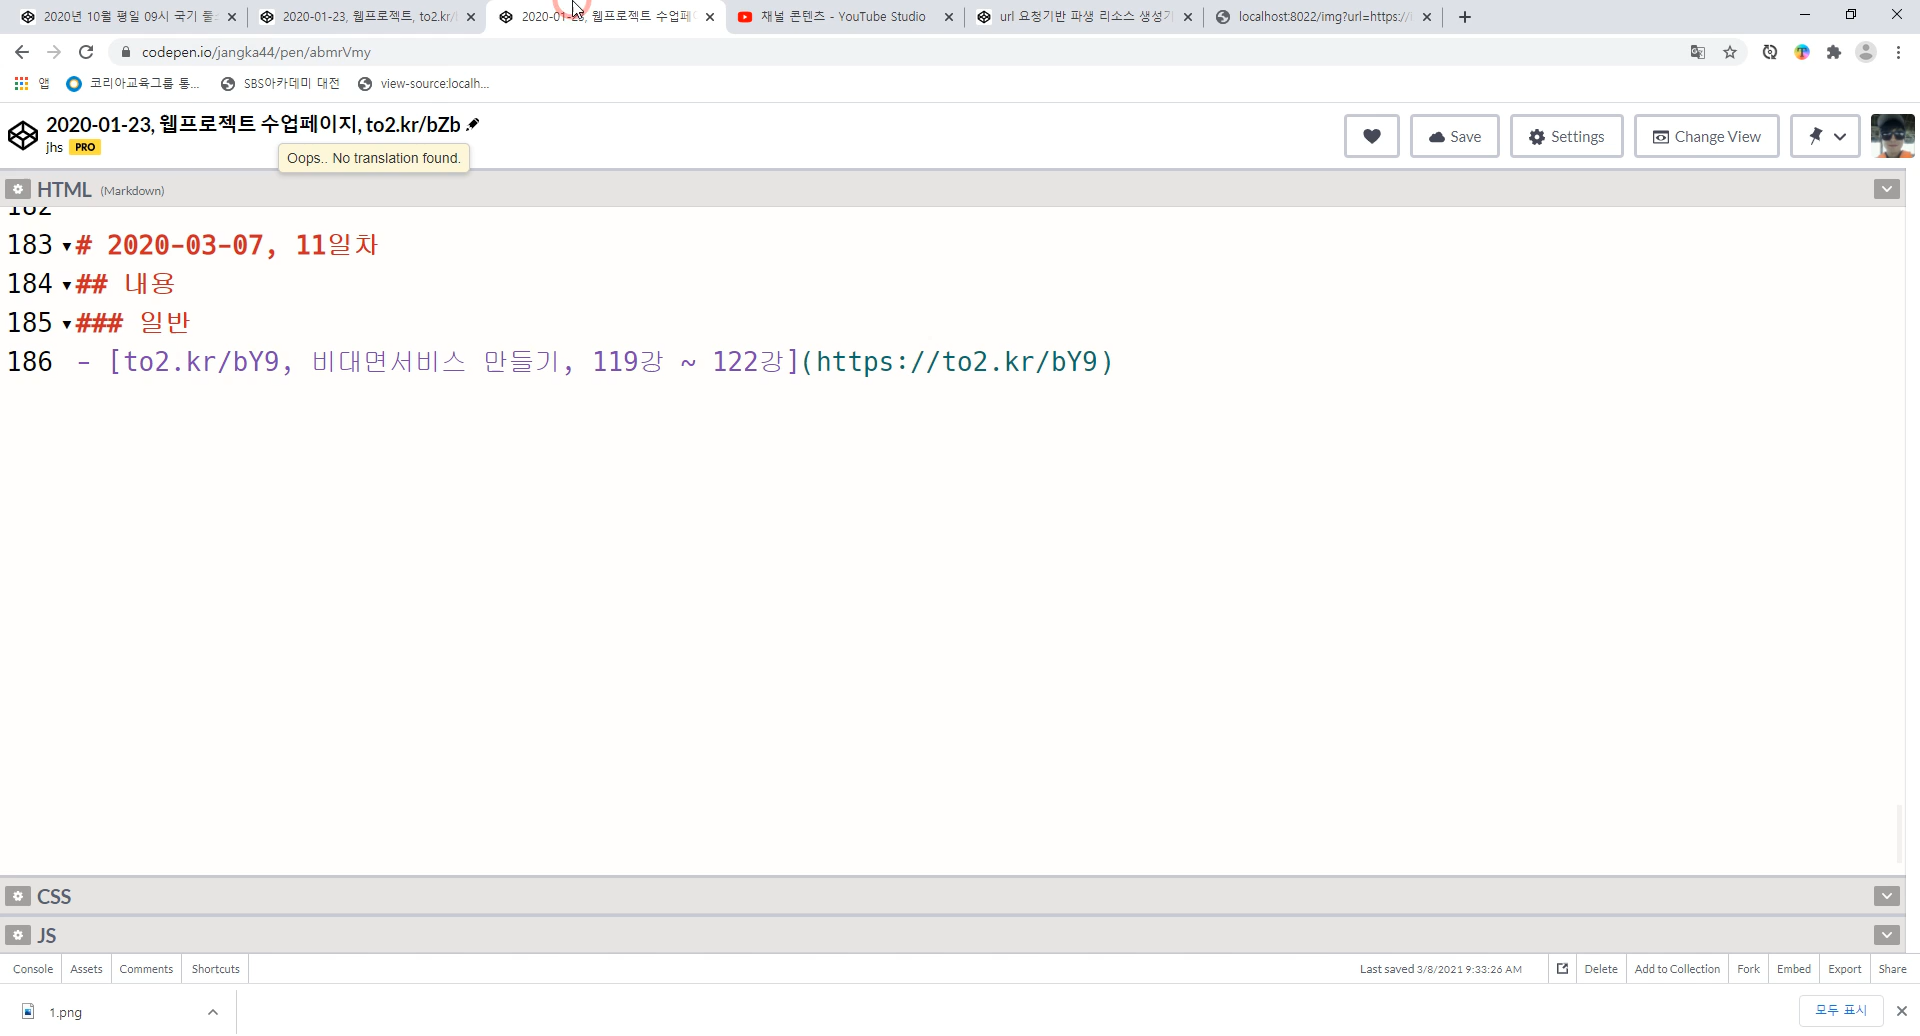 2020년 10월 평일 09시 국기 들
2020-01-23, 웹프로젝트, to2.kr/
2020-01-23, 웹프로젝트 수업페
채널 콘텐츠 - YouTube Studio
url 요청기반 파생 리소스 생성기
localhost:8022/img?url=https://
codepen.io/jangka44/pen/abmrVmy
앱
코리아교육그룹 통...
SBS아카데미 대전
view-source:localh...
2020-01-23, 웹프로젝트 수업페이지, to2.kr/bZb
jhs PRO
Oops.. No translation found.
Save
Settings
Change View
HTML (Markdown)
182
183 # 2020-03-07, 11일차
184 ## 내용
185 ### 일반
186 - [to2.kr/bY9, 비대면서비스 만들기, 119강 ~ 122강](https://to2.kr/bY9)
CSS
JS
Console
Assets
Comments
Shortcuts
Last saved 3/8/2021 9:33:26 AM
Delete
Add to Collection
Fork
Embed
Export
Share
1.png
모두 표시